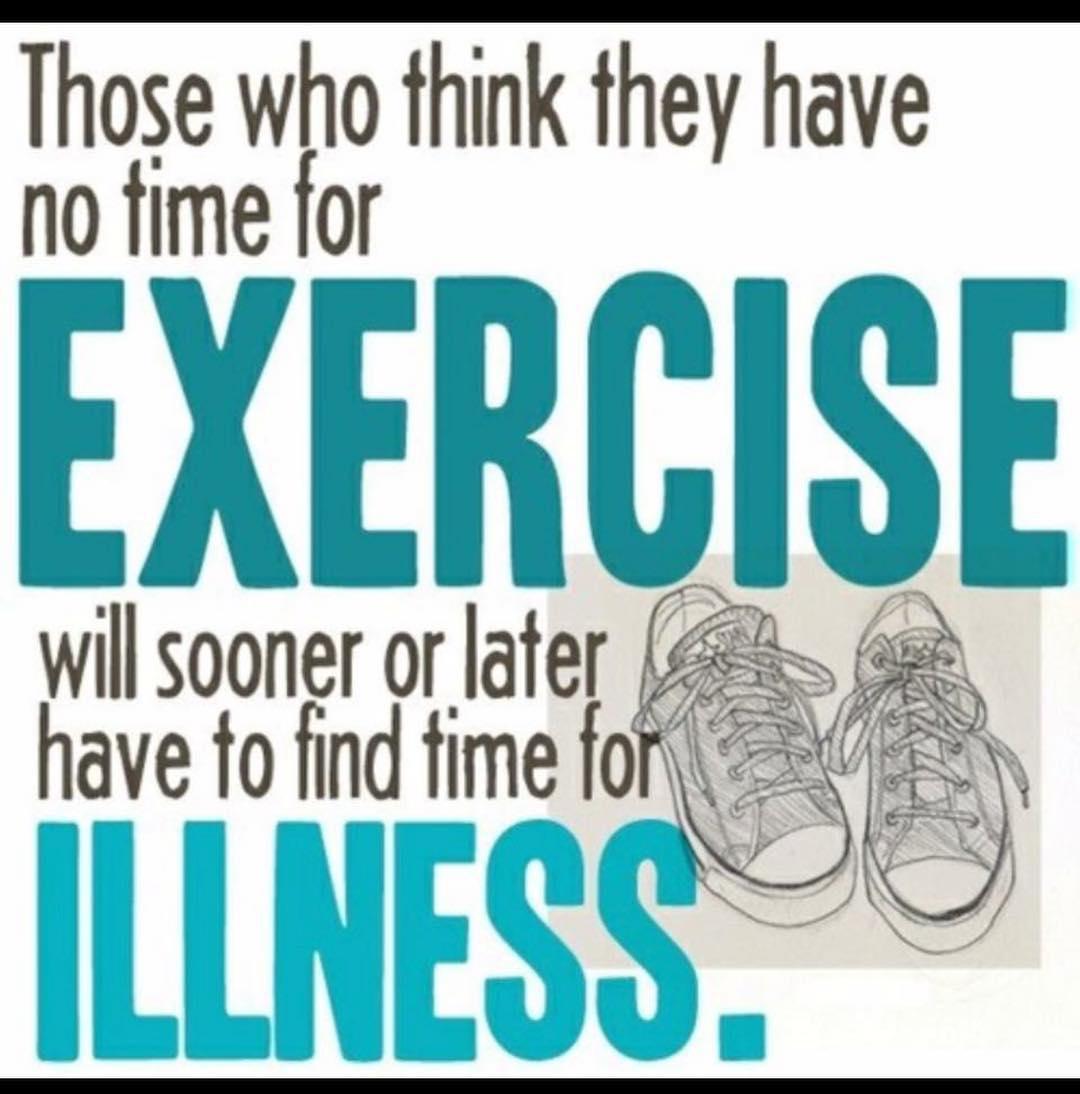 Those who think they have
no time for
EXERCISE
will sooner or later
have to find time for
ILLNESS.